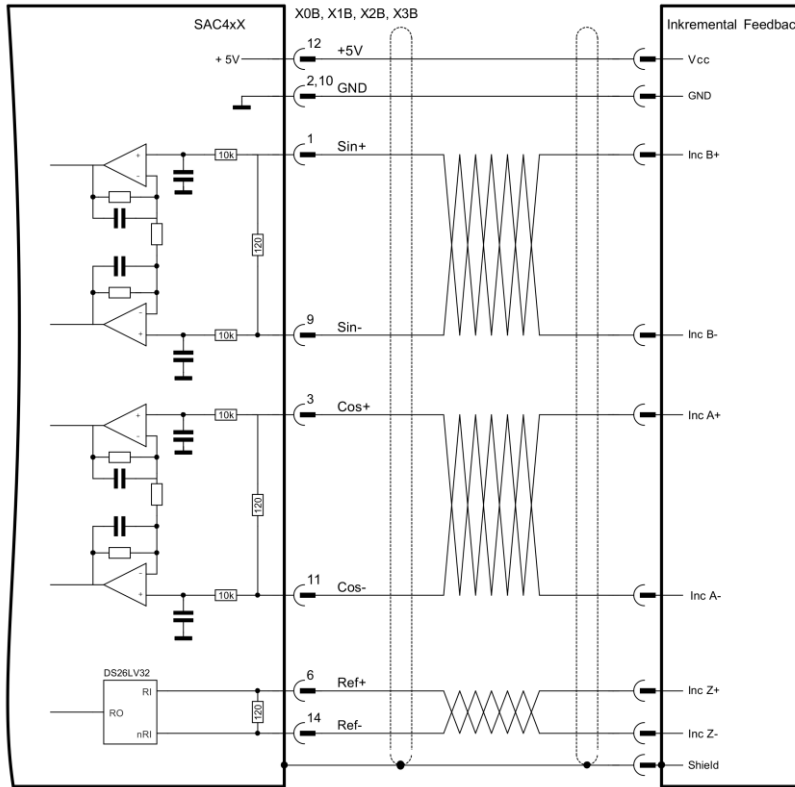 SAC4xX
X0B, X1B, X2B, X3B
Inkremental Feedback
+ 5V
12
+5V
Vcc
2,10
GND
GND
1
Sin+
10k
Inc B+
120
9
Sin-
10k
Inc B-
3
Cos+
10k
Inc A+
120
11
Cos-
10k
Inc A-
DS26LV32
RI
RO
nRI
120
6
Ref+
Inc Z+
14
Ref-
Inc Z-
Shield